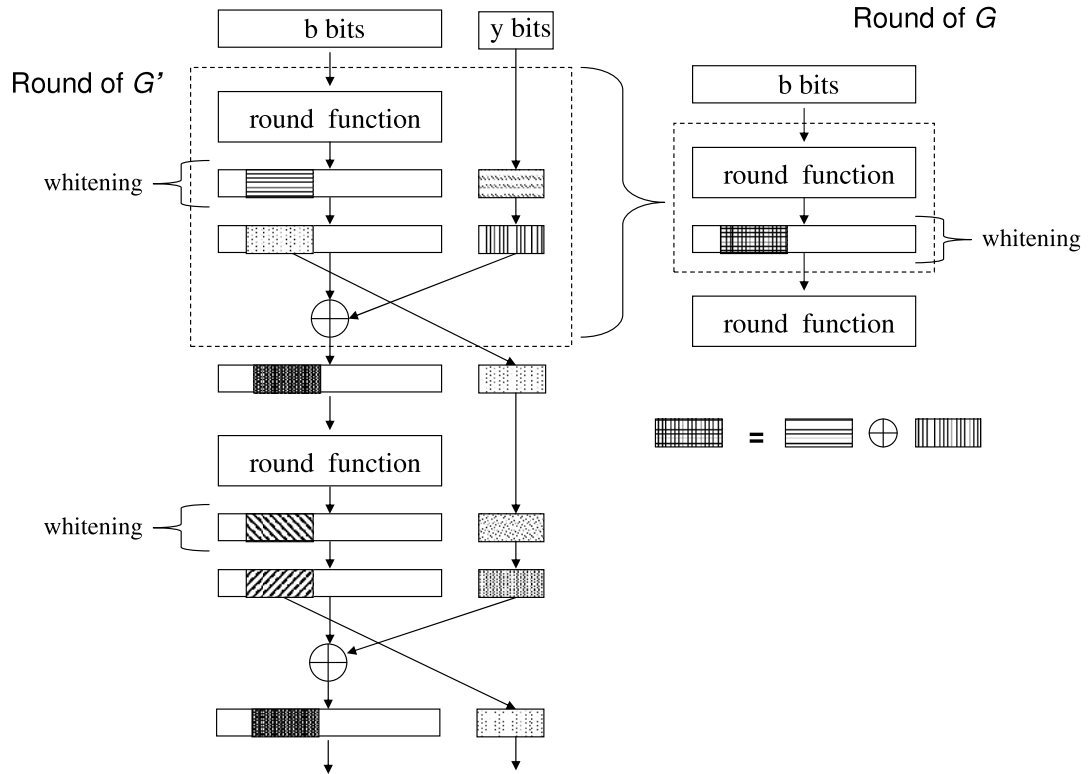 Round of G
b bits
y bits
Round of G’
b bits
round function
round function
whitening
whitening
round function
=
round function
whitening